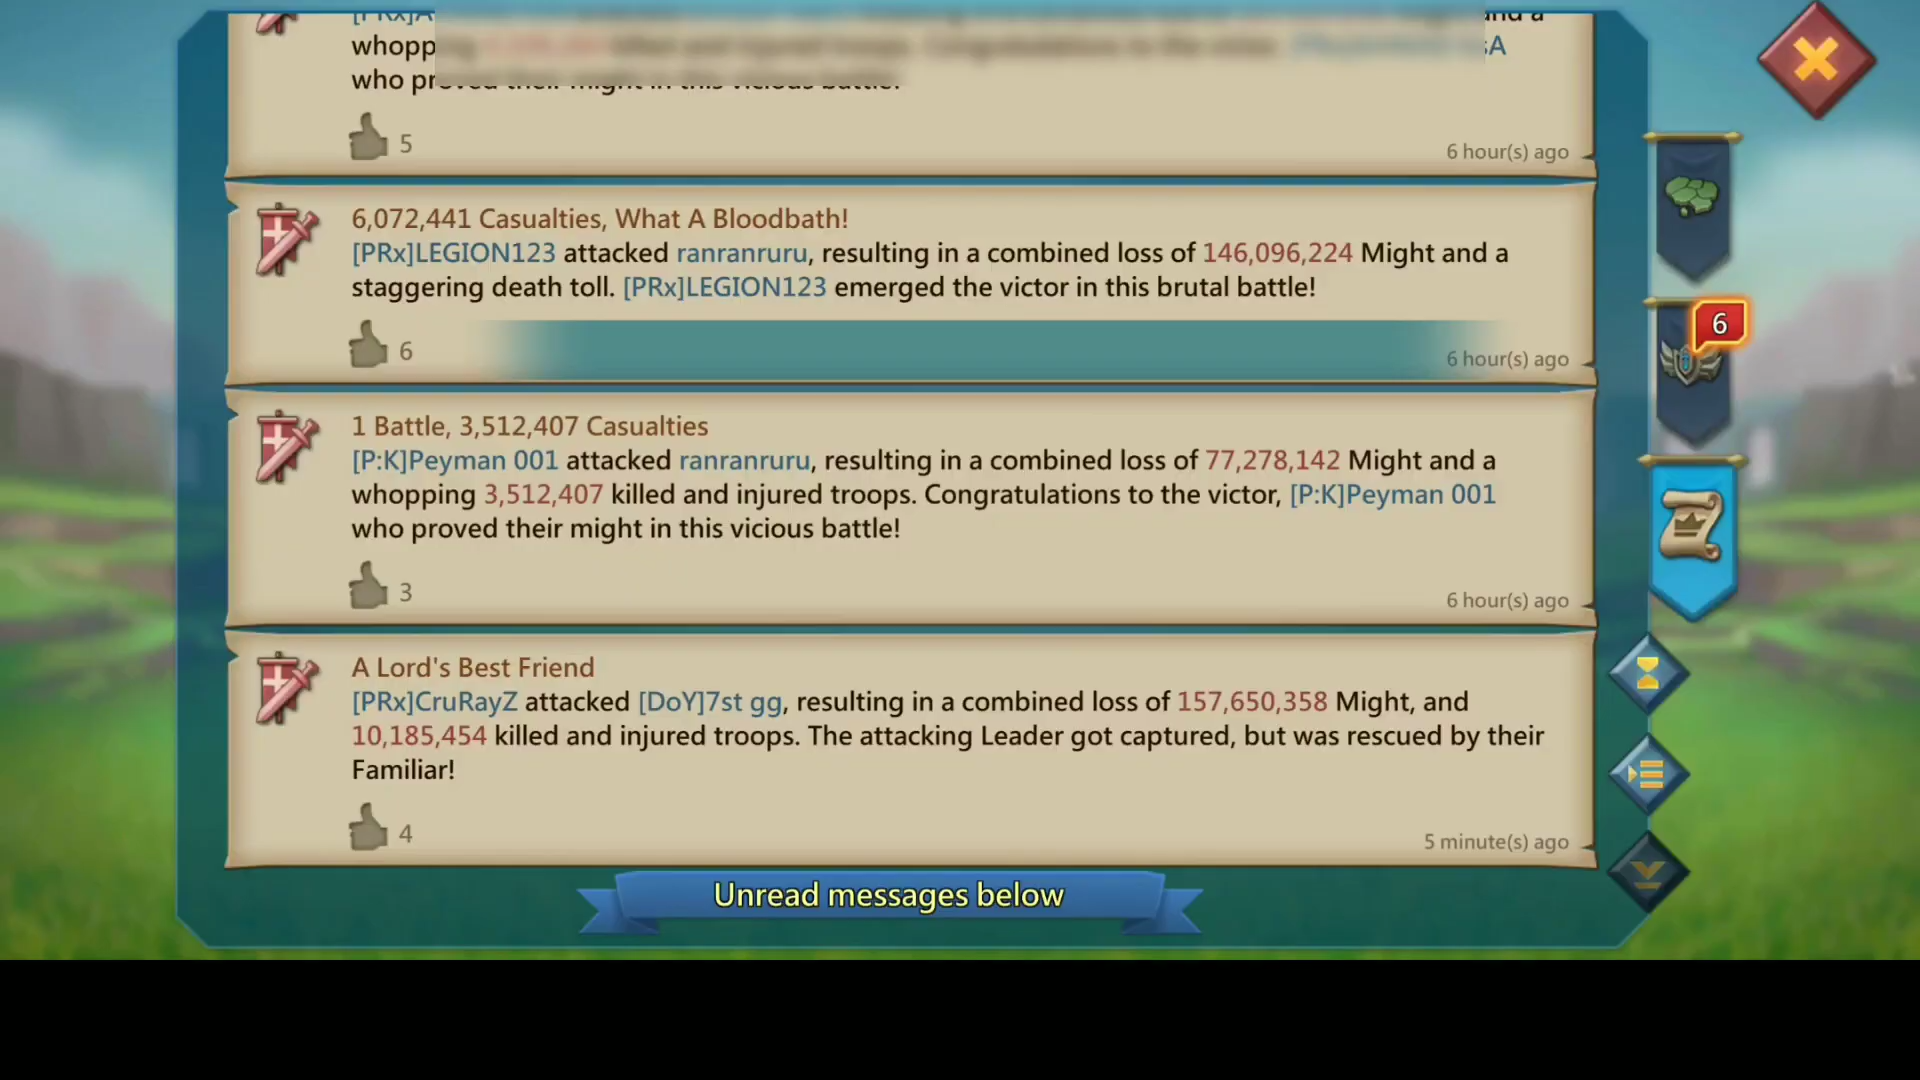 whopp
who proved their might in this vicious battle!
5
6 hour(s) ago
6,072,441 Casualties, What A Bloodbath!
[PRx]LEGION123 attacked ranranruru, resulting in a combined loss of 146,096,224 Might and a
staggering death toll. [PRx]LEGION123 emerged the victor in this brutal battle!
6
6 hour(s) ago
1 Battle, 3,512,407 Casualties
[P:K]Peyman 001 attacked ranranruru, resulting in a combined loss of 77,278,142 Might and a
whopping 3,512,407 killed and injured troops. Congratulations to the victor, [P:K]Peyman 001
who proved their might in this vicious battle!
3
6 hour(s) ago
A Lord's Best Friend
[PRx]CruRayZ attacked [DoY]7st gg, resulting in a combined loss of 157,650,358 Might, and
10,185,454 killed and injured troops. The attacking Leader got captured, but was rescued by their
Familiar!
4
5 minute(s) ago
Unread messages below
6